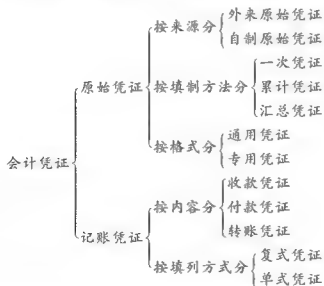 外来原始凭证
按来源分
自制原始凭证
一次凭证
原始凭证
按填制方法分
累计凭证
汇总凭证
通用凭证
按格式分
专用凭证
会计凭证
收款凭证
按内容分
付款凭证
转账凭证
记账凭证
复式凭证
按填列方式分
单式凭证